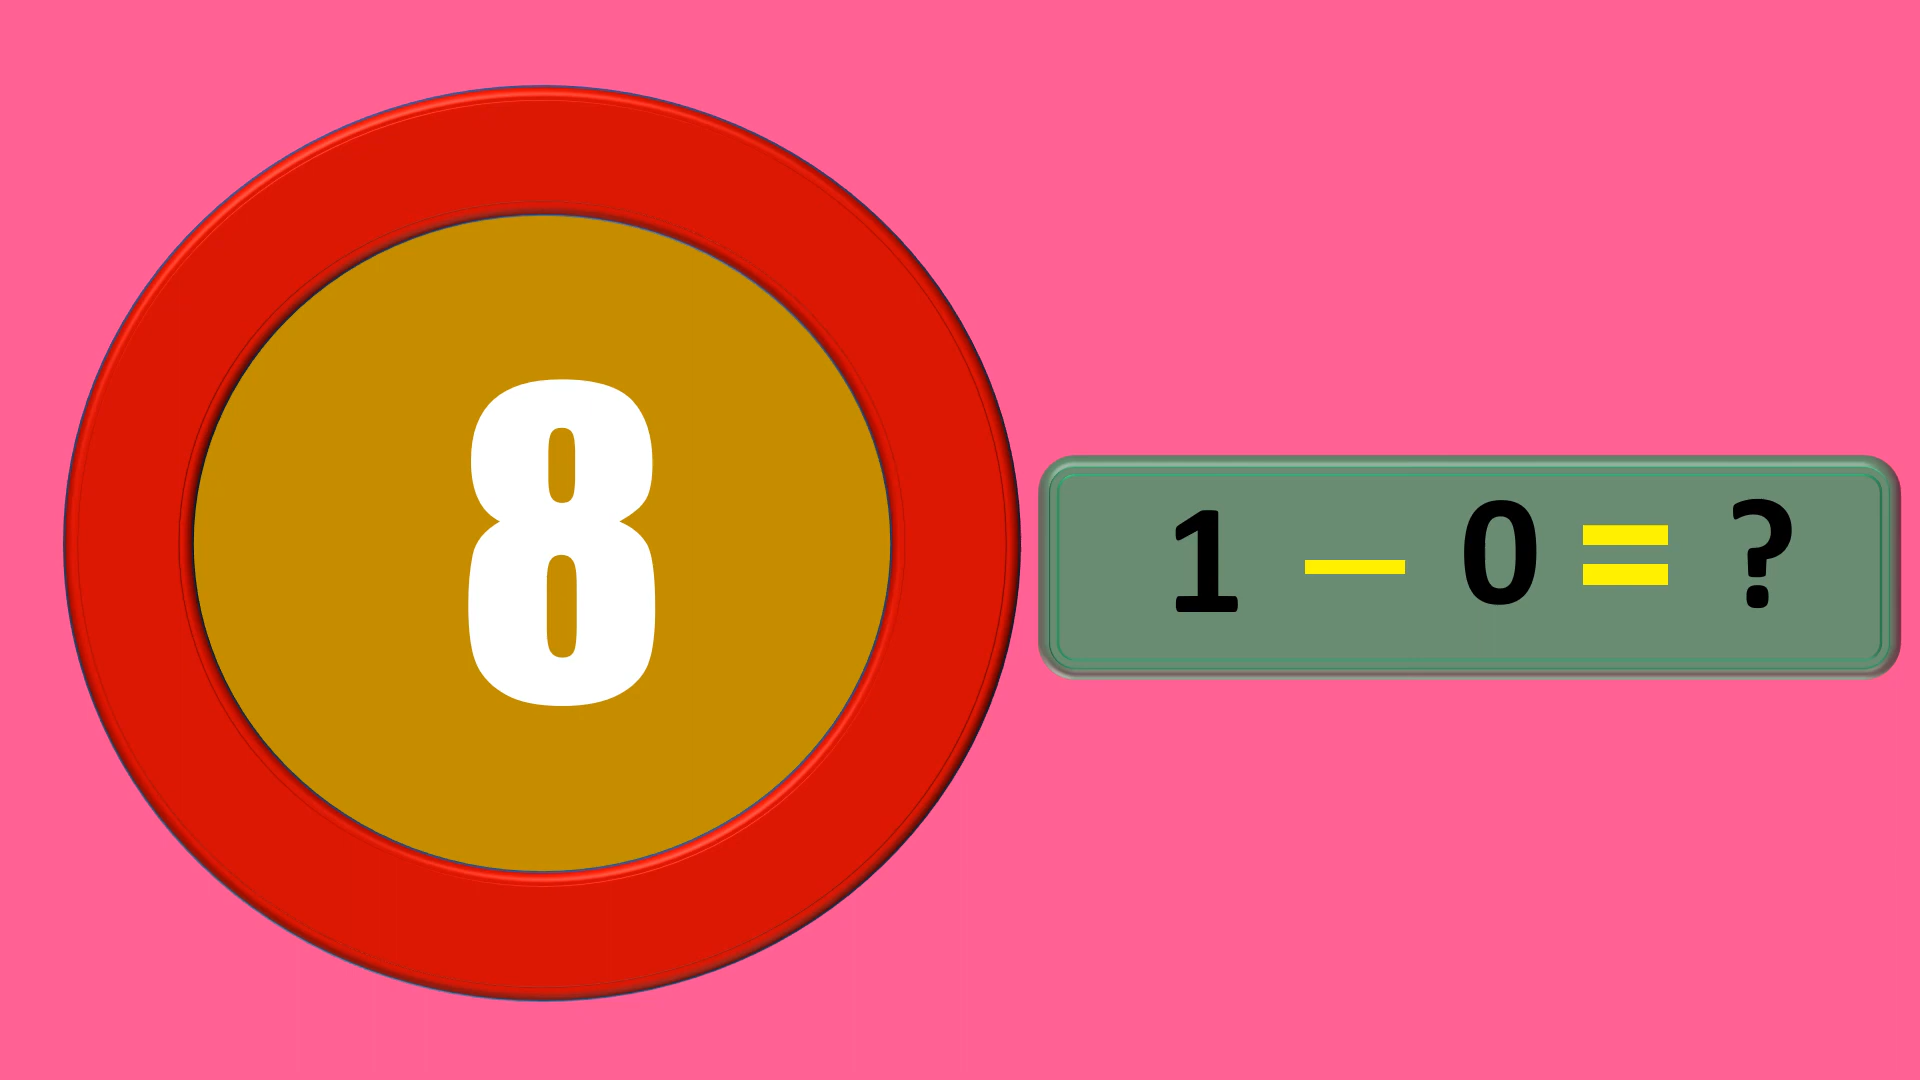 8
1 – 0 = ?